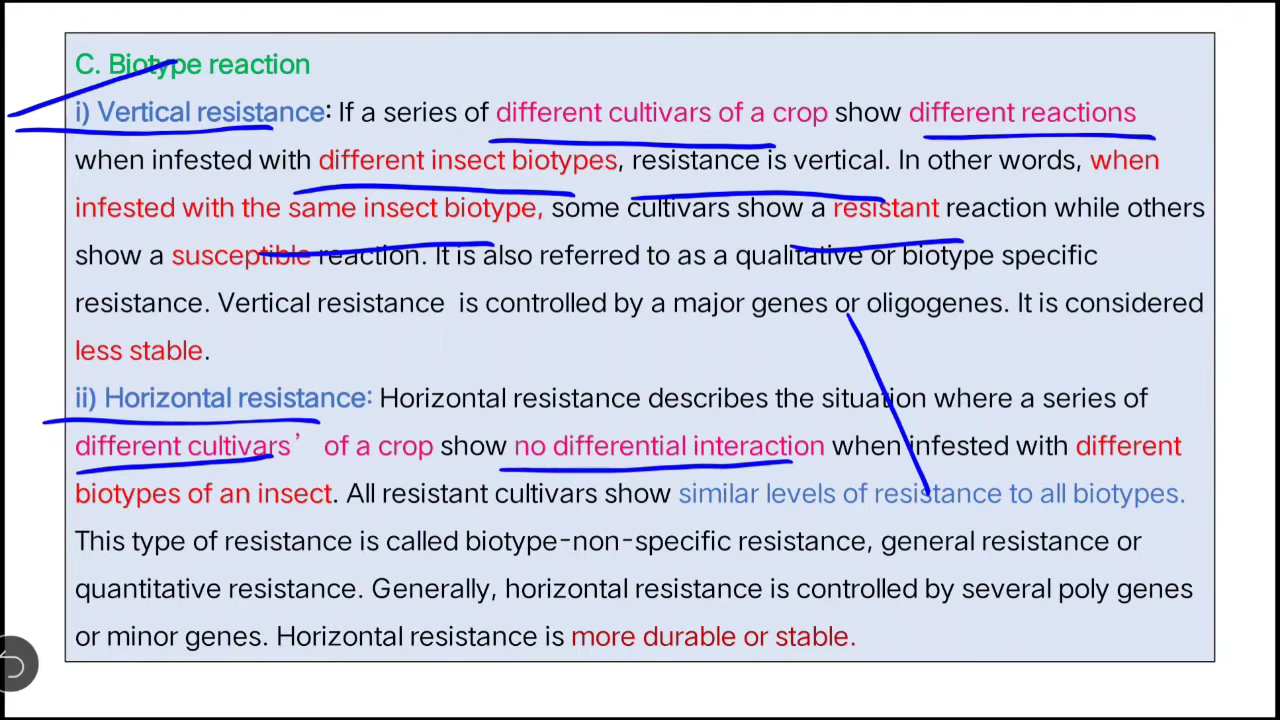 C. Biotype reaction
i) Vertical resistance: If a series of different cultivars of a crop show different reactions
when infested with different insect biotypes, resistance is vertical. In other words, when
infested with the same insect biotype, some cultivars show a resistant reaction while others
show a susceptible reaction. It is also referred to as a qualitative or biotype specific
resistance. Vertical resistance is controlled by a major genes or oligogenes. It is considered
less stable.
ii) Horizontal resistance: Horizontal resistance describes the situation where a series of
different cultivars’ of a crop show no differential interaction when infested with different
biotypes of an insect. All resistant cultivars show similar levels of resistance to all biotypes.
This type of resistance is called biotype-non-specific resistance, general resistance or
quantitative resistance. Generally, horizontal resistance is controlled by several poly genes
or minor genes. Horizontal resistance is more durable or stable.